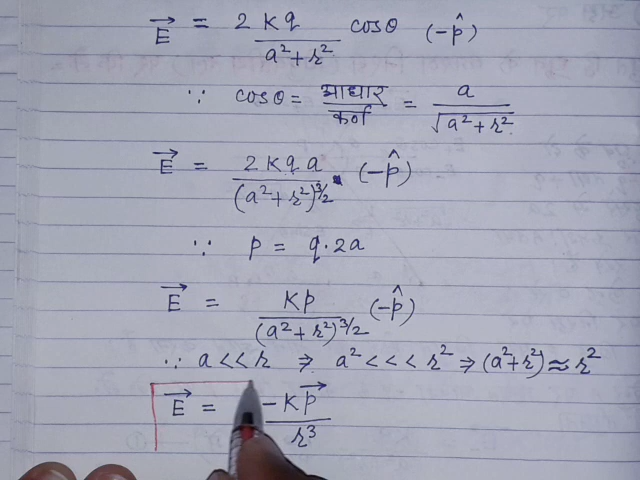 →E = 2Kq/(a²+r²) cosθ (-p̂)
∵ cosθ = आधार/कर्ण = a/√(a²+r²)
→E = 2Kqa/(a²+r²)^3/2 · (-p̂)
∵ p = q·2a
→E = Kp/(a²+r²)^3/2 (-p̂)
∵ a<<r ⇒ a²<<<r² ⇒ (a²+r²)≈r²
→E = -K→p/r³